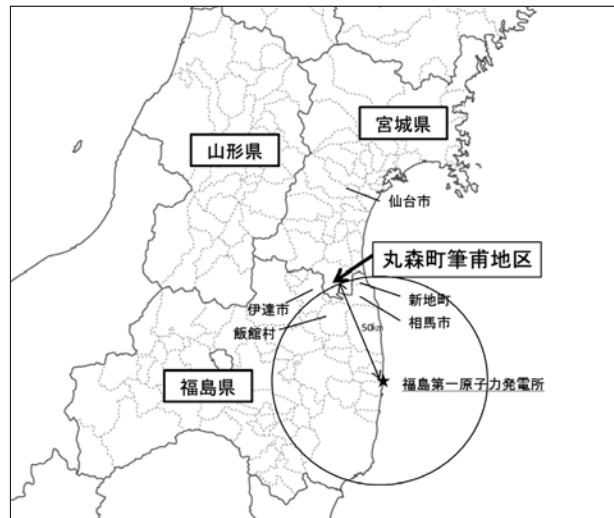 宮城県
山形県
仙台市
丸森町筆甫地区
伊達市
新地町
飯舘村
相馬市
50km
福島県
福島第一原子力発電所